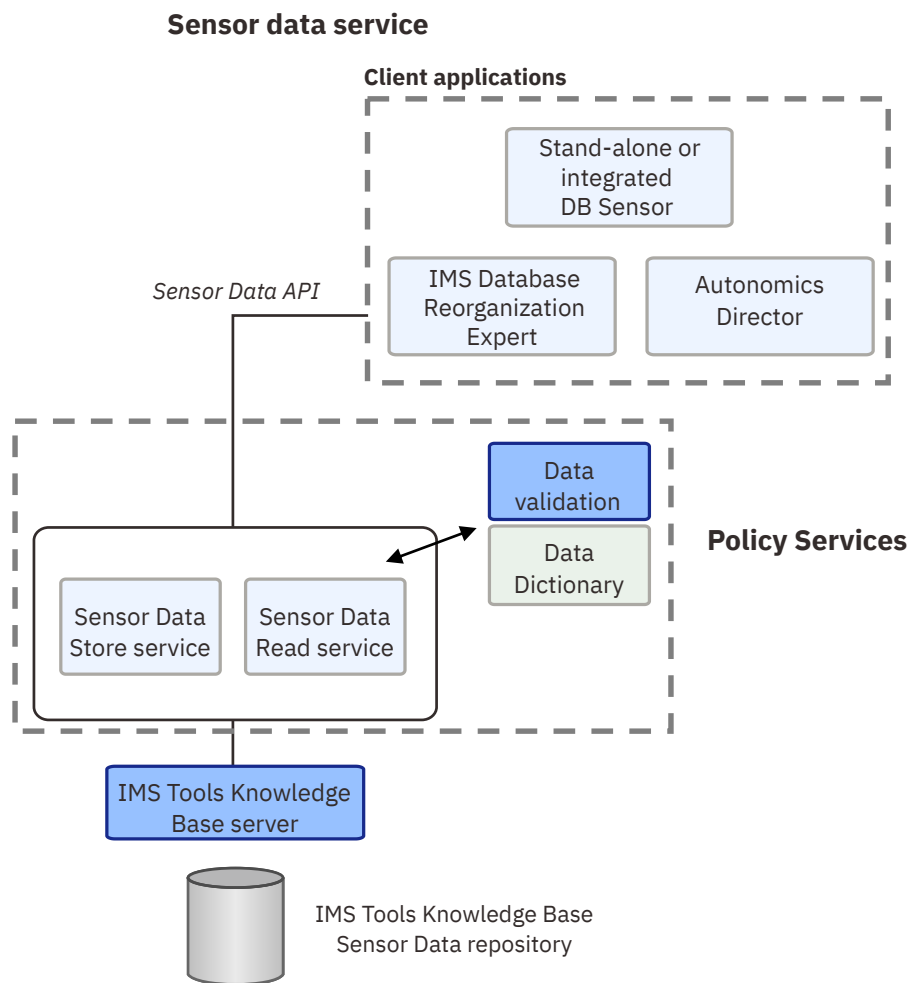 Sensor data service
Client applications
Stand-alone or
integrated
DB Sensor
Sensor Data API
IMS Database
Reorganization
Expert
Autonomics
Director
Data
validation
Policy Services
Data
Dictionary
Sensor Data
Store service
Sensor Data
Read service
IMS Tools Knowledge
Base server
IMS Tools Knowledge Base
Sensor Data repository